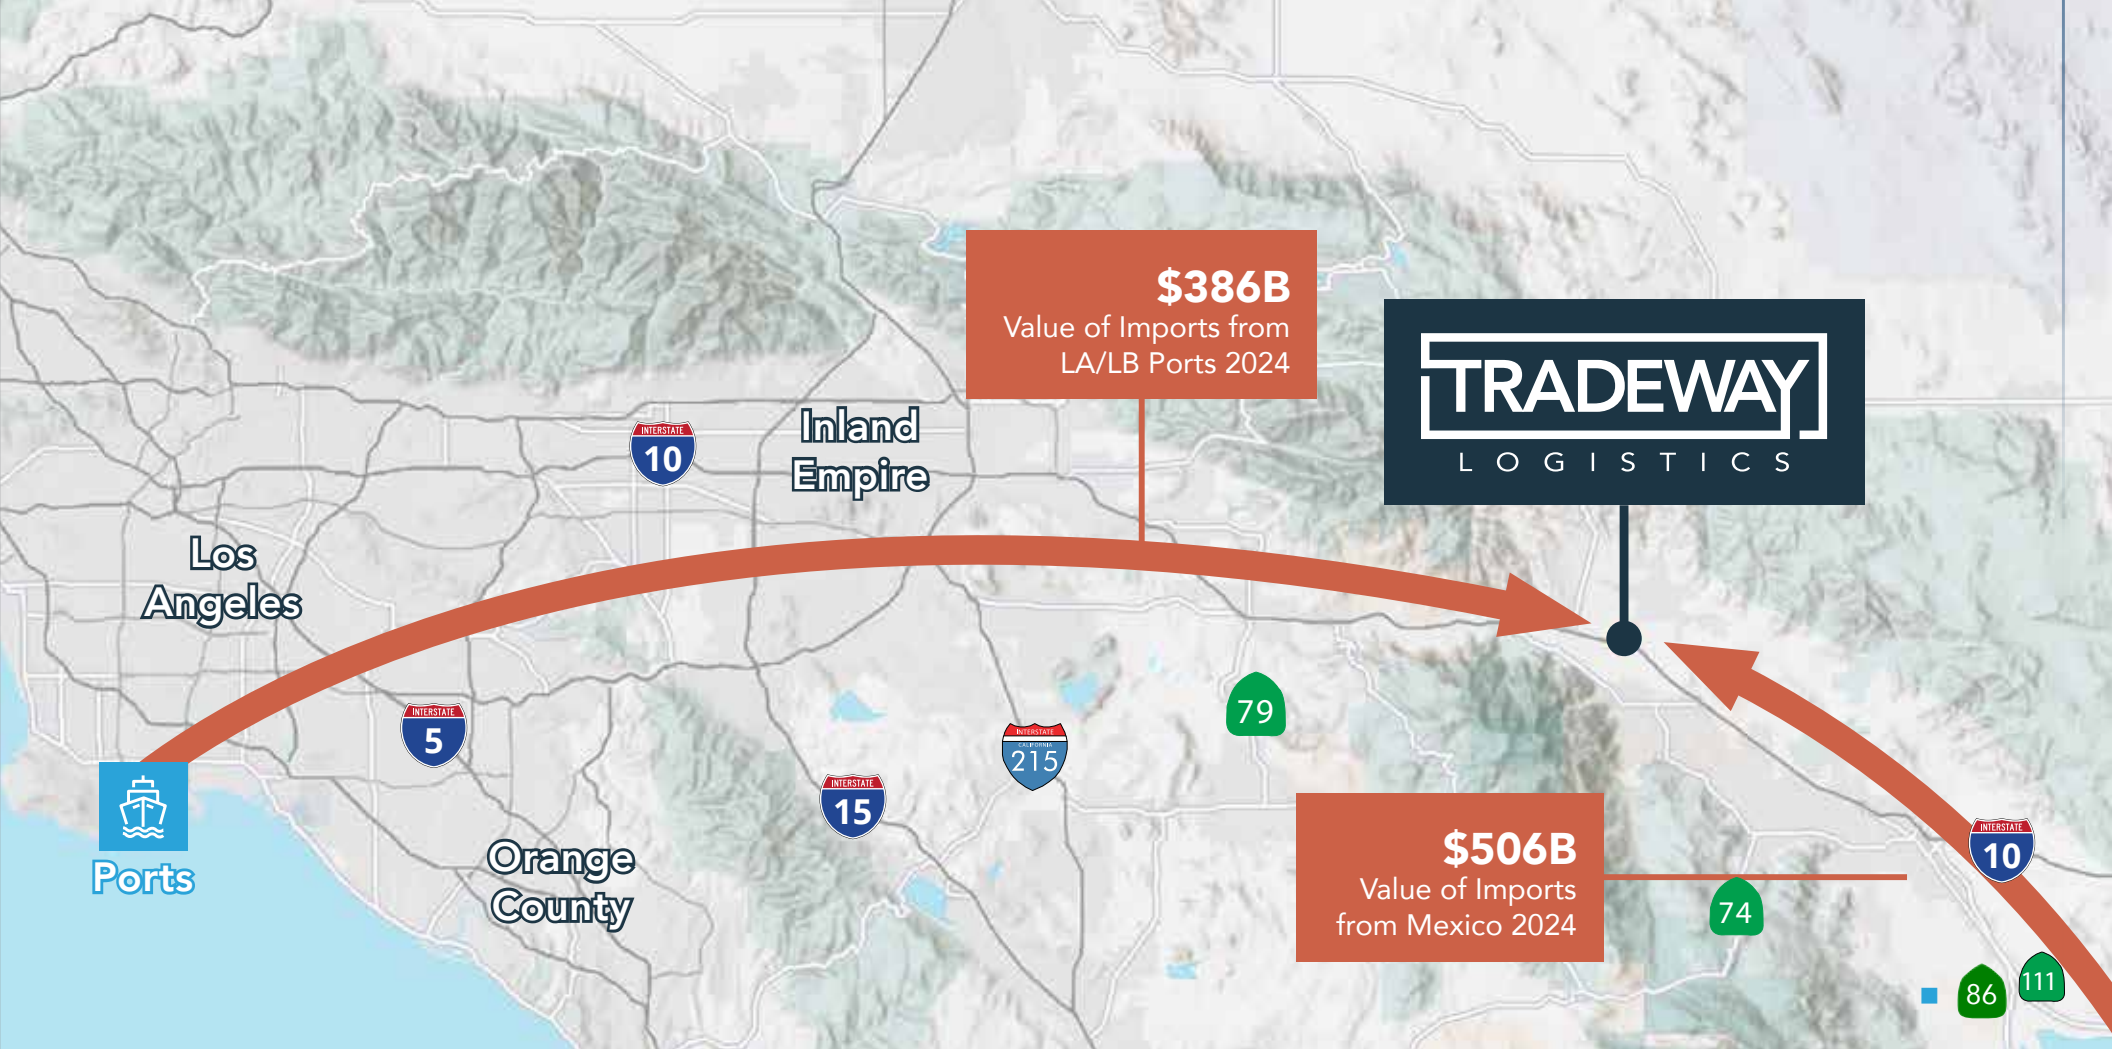 $386B
Value of Imports from
LA/LB Ports 2024
TRADEWAY
LOGISTICS
Inland
Empire
INTERSTATE
10
Los
Angeles
INTERSTATE
5
79
INTERSTATE
CALIFORNIA
215
INTERSTATE
15
Ports
Orange
County
$506B
Value of Imports
from Mexico 2024
INTERSTATE
10
74
86
111